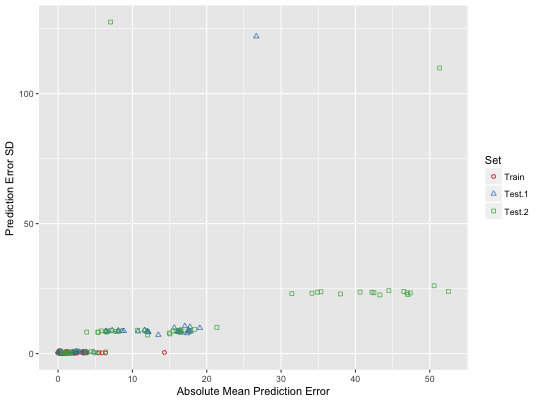 100
50
0
0
10
20
30
40
50
Prediction Error SD
Absolute Mean Prediction Error
Set
Train
Test.1
Test.2